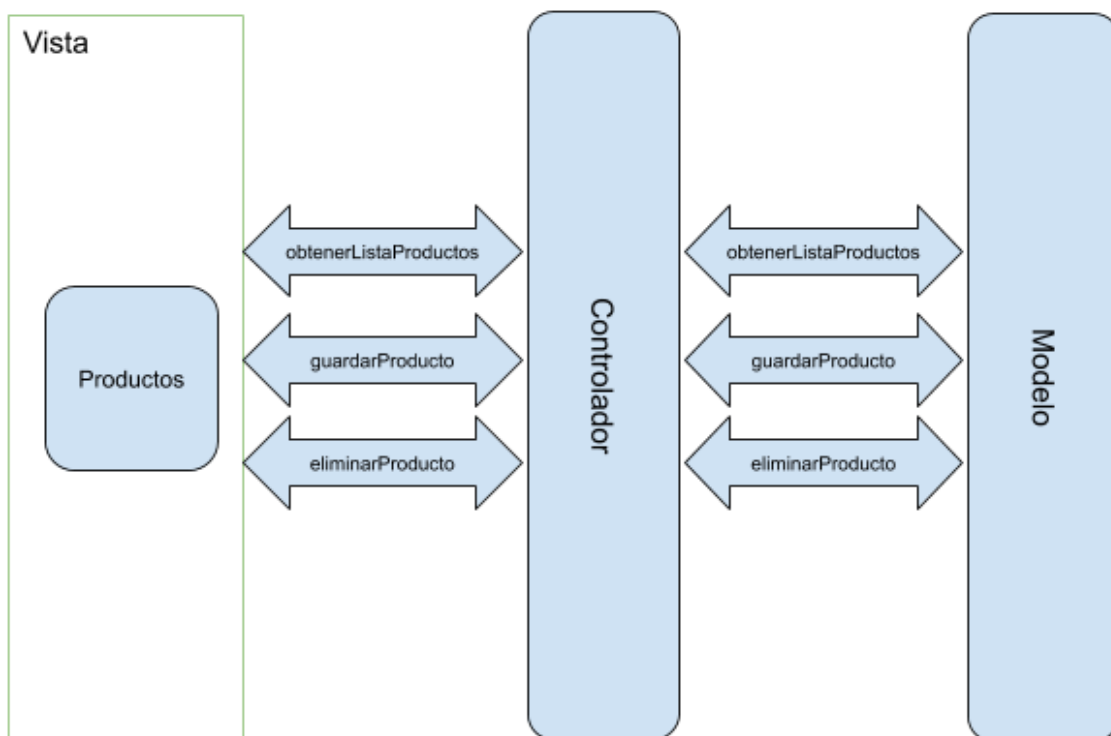 Vista
Productos
obtenerListaProductos
guardarProducto
eliminarProducto
Controlador
obtenerListaProductos
guardarProducto
eliminarProducto
Modelo